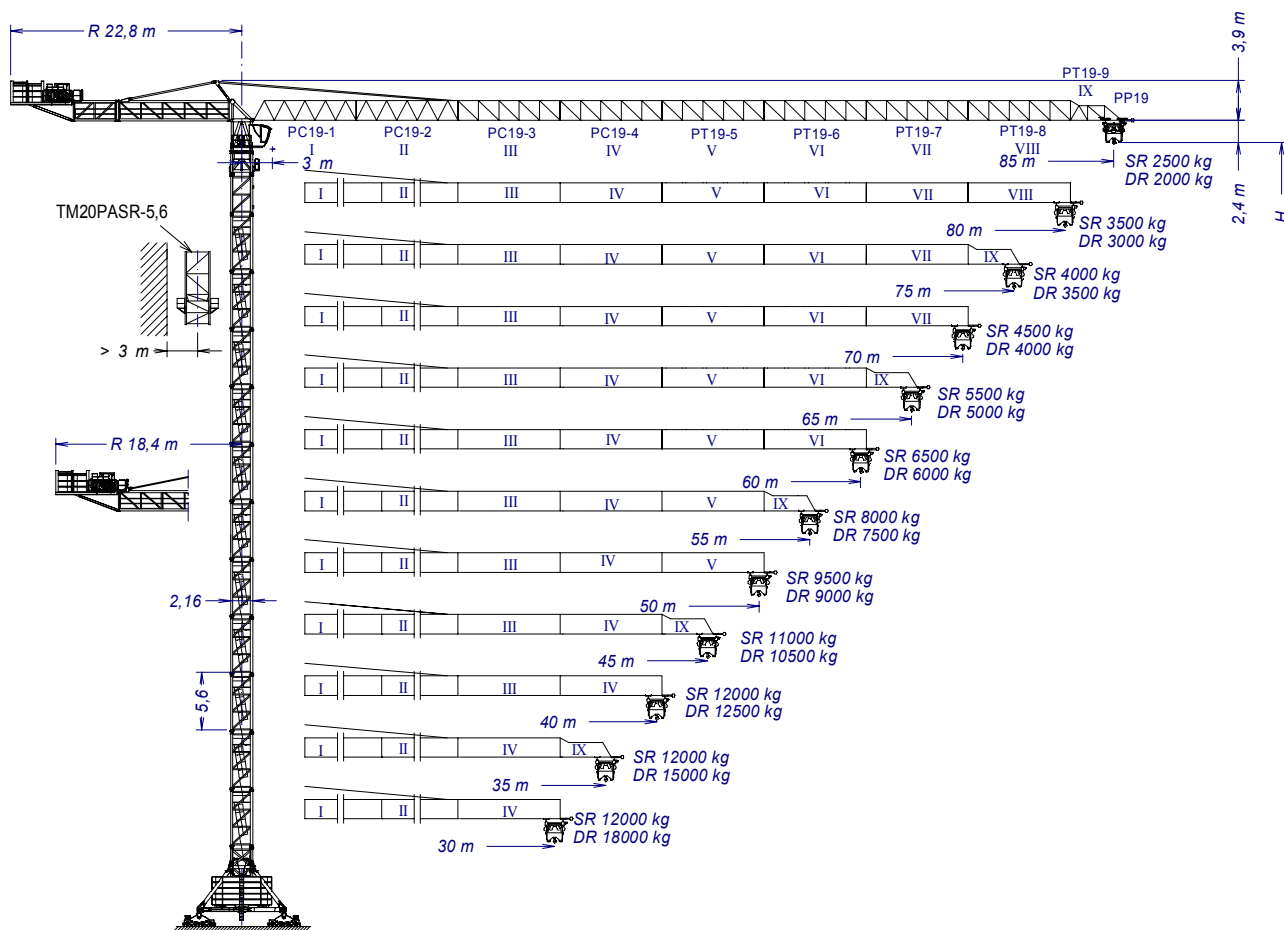 R 22,8 m
3,9 m
PT19-9
IX
PP19
PC19-1
PC19-2
PC19-3
PC19-4
PT19-5
PT19-6
PT19-7
PT19-8
I
II
III
IV
V
VI
VII
VIII
3 m
85 m
SR 2500 kg
DR 2000 kg
2,4 m
H
TM20PASR-5,6
> 3 m
I
II
III
IV
V
VI
VII
VIII
80 m
SR 3500 kg
DR 3000 kg
I
II
III
IV
V
VI
VII
IX
75 m
SR 4000 kg
DR 3500 kg
I
II
III
IV
V
VI
VII
70 m
SR 4500 kg
DR 4000 kg
I
II
III
IV
V
VI
IX
65 m
SR 5500 kg
DR 5000 kg
R 18,4 m
I
II
III
IV
V
VI
60 m
SR 6500 kg
DR 6000 kg
I
II
III
IV
V
IX
55 m
SR 8000 kg
DR 7500 kg
I
II
III
IV
V
50 m
SR 9500 kg
DR 9000 kg
2,16
I
II
III
IV
IX
45 m
SR 11000 kg
DR 10500 kg
5,6
I
II
III
IV
40 m
SR 12000 kg
DR 12500 kg
I
II
IV
IX
35 m
SR 12000 kg
DR 15000 kg
I
II
IV
30 m
SR 12000 kg
DR 18000 kg